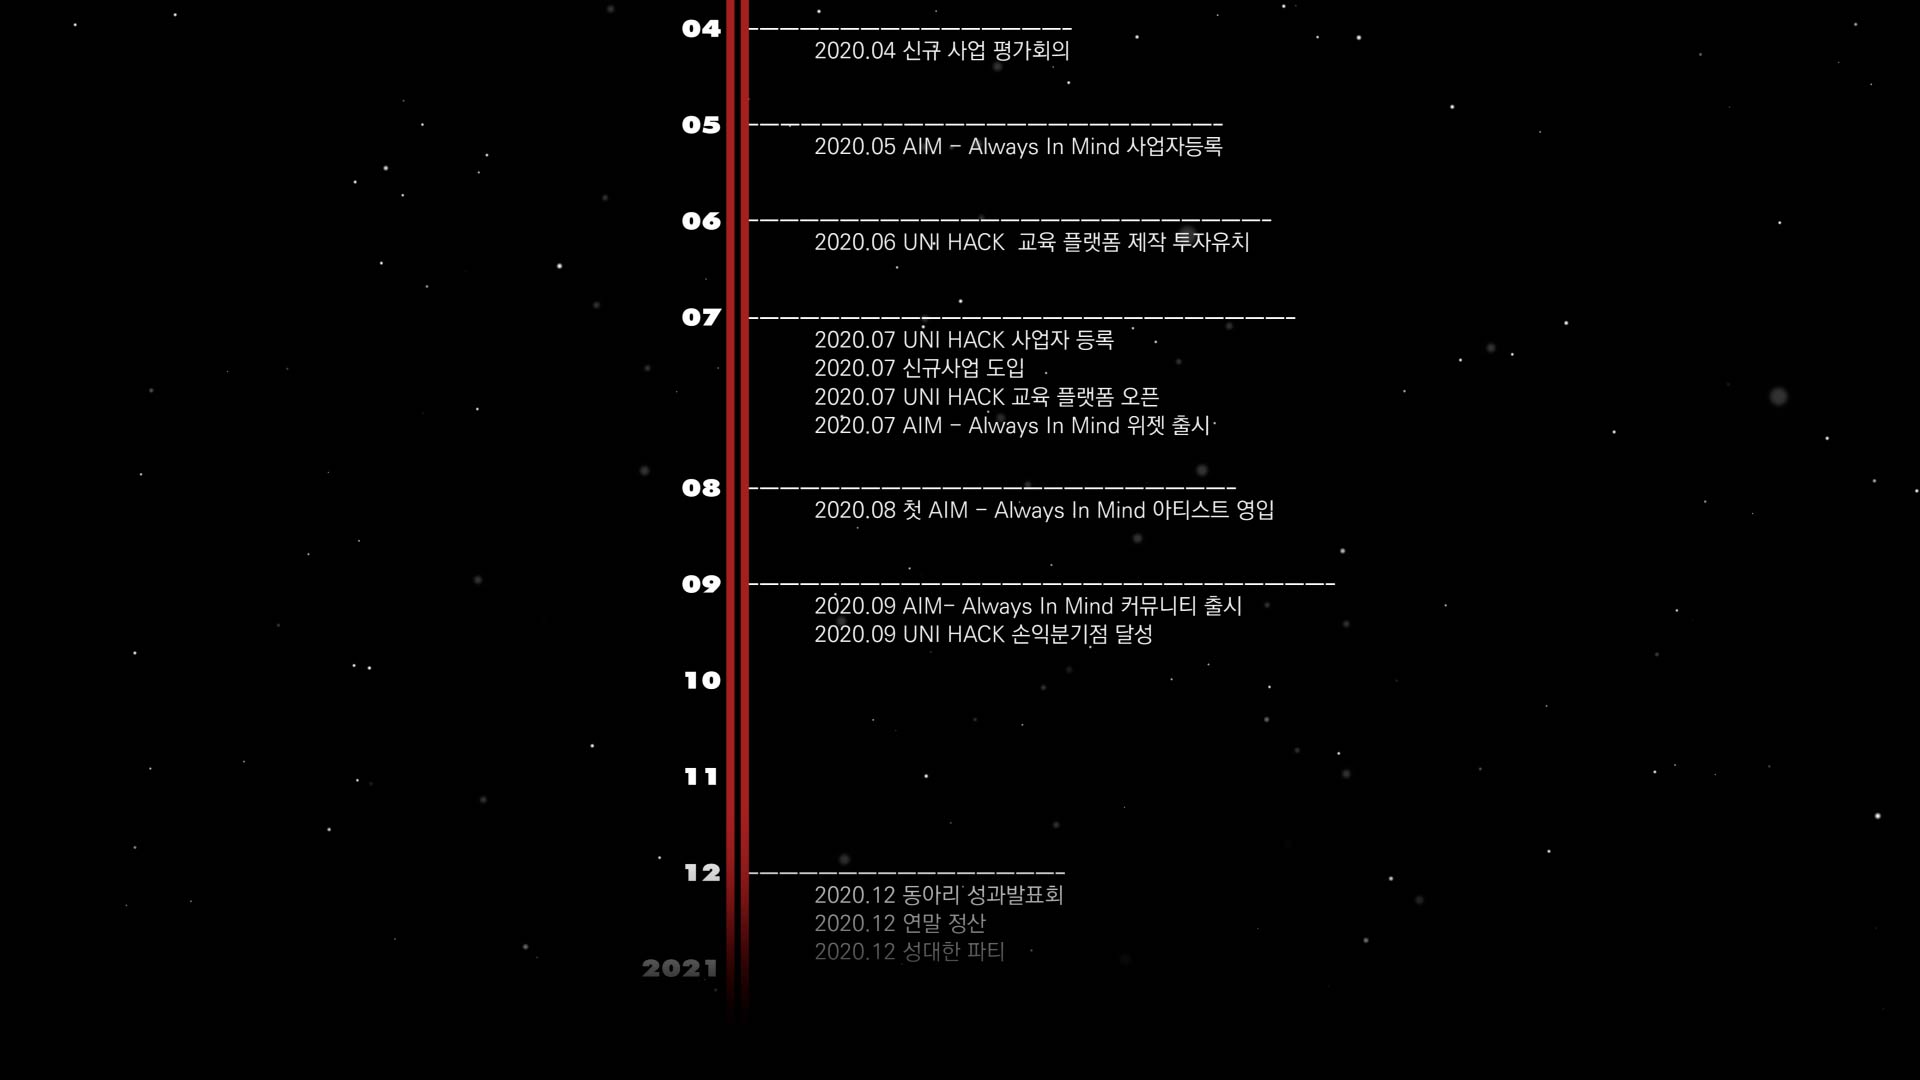 04
2020.04 신규 사업 평가회의
05
2020.05 AIM - Always In Mind 사업자등록
06
2020.06 UNI HACK  교육 플랫폼 제작 투자유치
07
2020.07 UNI HACK 사업자 등록
2020.07 신규사업 도입
2020.07 UNI HACK 교육 플랫폼 오픈
2020.07 AIM - Always In Mind 위젯 출시
08
2020.08 첫 AIM - Always In Mind 아티스트 영입
09
2020.09 AIM- Always In Mind 커뮤니티 출시
2020.09 UNI HACK 손익분기점 달성
10
11
12
2020.12 동아리 성과발표회
2020.12 연말 정산
2020.12 성대한 파티
2021